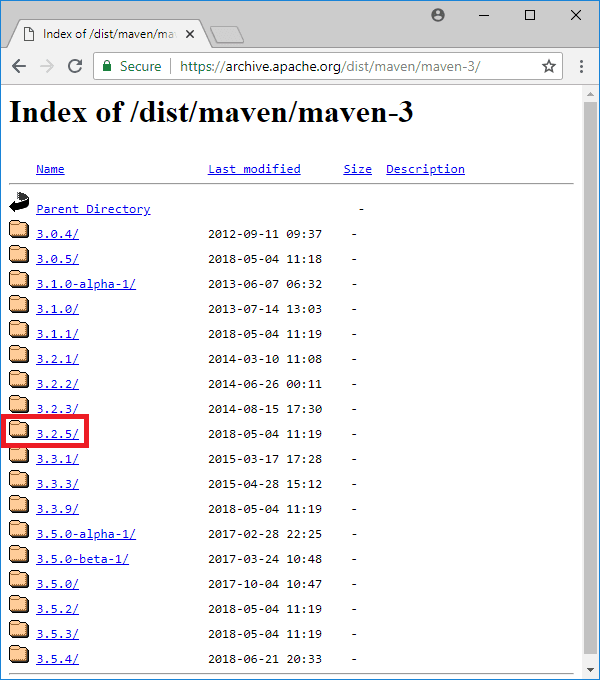 Index of /dist/maven/mav
Secure https://archive.apache.org/dist/maven/maven-3/
Index of /dist/maven/maven-3
Name Last modified Size Description
Parent Directory -
3.0.4/ 2012-09-11 09:37 -
3.0.5/ 2018-05-04 11:18 -
3.1.0-alpha-1/ 2013-06-07 06:32 -
3.1.0/ 2013-07-14 13:03 -
3.1.1/ 2018-05-04 11:19 -
3.2.1/ 2014-03-10 11:08 -
3.2.2/ 2014-06-26 00:11 -
3.2.3/ 2014-08-15 17:30 -
3.2.5/ 2018-05-04 11:19 -
3.3.1/ 2015-03-17 17:28 -
3.3.3/ 2015-04-28 15:12 -
3.3.9/ 2018-05-04 11:19 -
3.5.0-alpha-1/ 2017-02-28 22:25 -
3.5.0-beta-1/ 2017-03-24 10:48 -
3.5.0/ 2017-10-04 10:47 -
3.5.2/ 2018-05-04 11:19 -
3.5.3/ 2018-05-04 11:19 -
3.5.4/ 2018-06-21 20:33 -